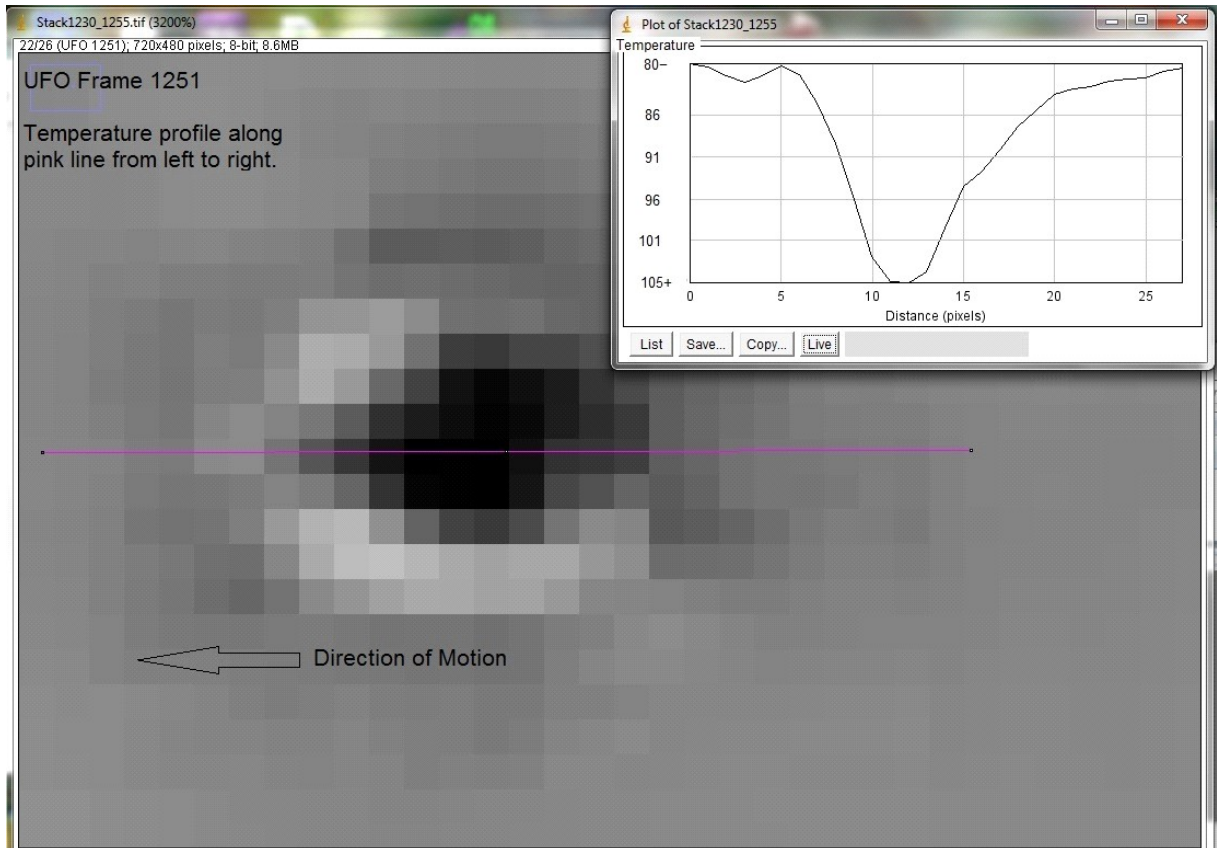 Stack1230_1255.tif (3200%)
22/26 (UFO 1251); 720x480 pixels; 8-bit; 8.6MB
UFO Frame 1251
Temperature profile along
pink line from left to right.
Direction of Motion
Plot of Stack1230_1255
Temperature
80–
86
91
96
101
105+
0 5 10 15 20 25
Distance (pixels)
List Save... Copy... Live